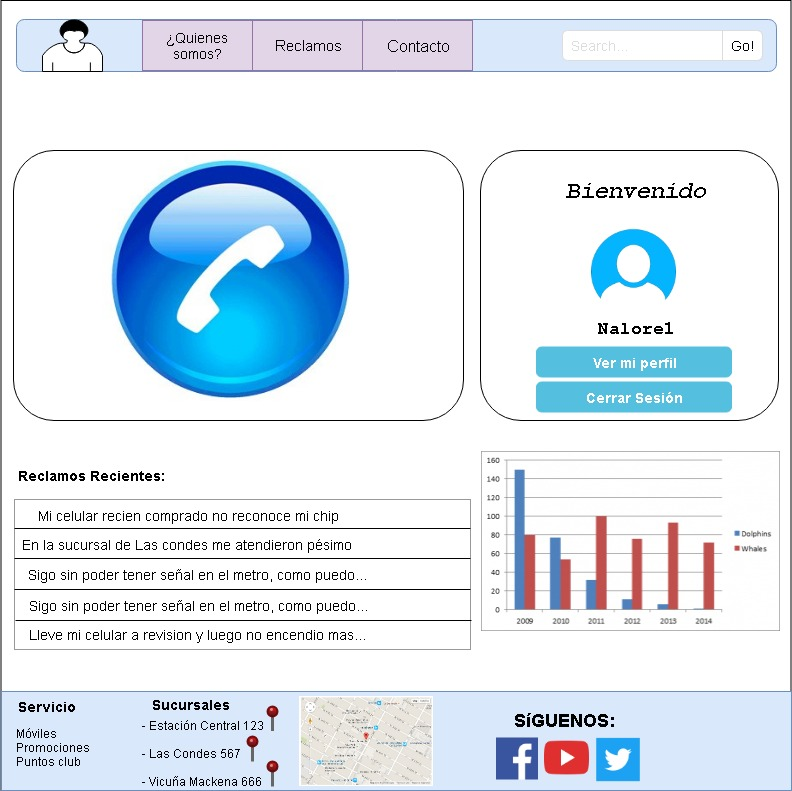 ¿Quienes
somos?
Reclamos
Contacto
Search...
Go!
Bienvenido
Nalore1
Ver mi perfil
Cerrar Sesión
Reclamos Recientes:
Mi celular recien comprado no reconoce mi chip
En la sucursal de Las condes me atendieron pésimo
Sigo sin poder tener señal en el metro, como puedo...
Sigo sin poder tener señal en el metro, como puedo...
Lleve mi celular a revision y luego no encendio mas...
160
140
120
100
80
60
40
20
0
2009 2010 2011 2012 2013 2014
Dolphins
Whales
Servicio
Móviles
Promociones
Puntos club
Sucursales
- Estación Central 123
- Las Condes 567
- Vicuña Mackena 666
SíGUENOS: